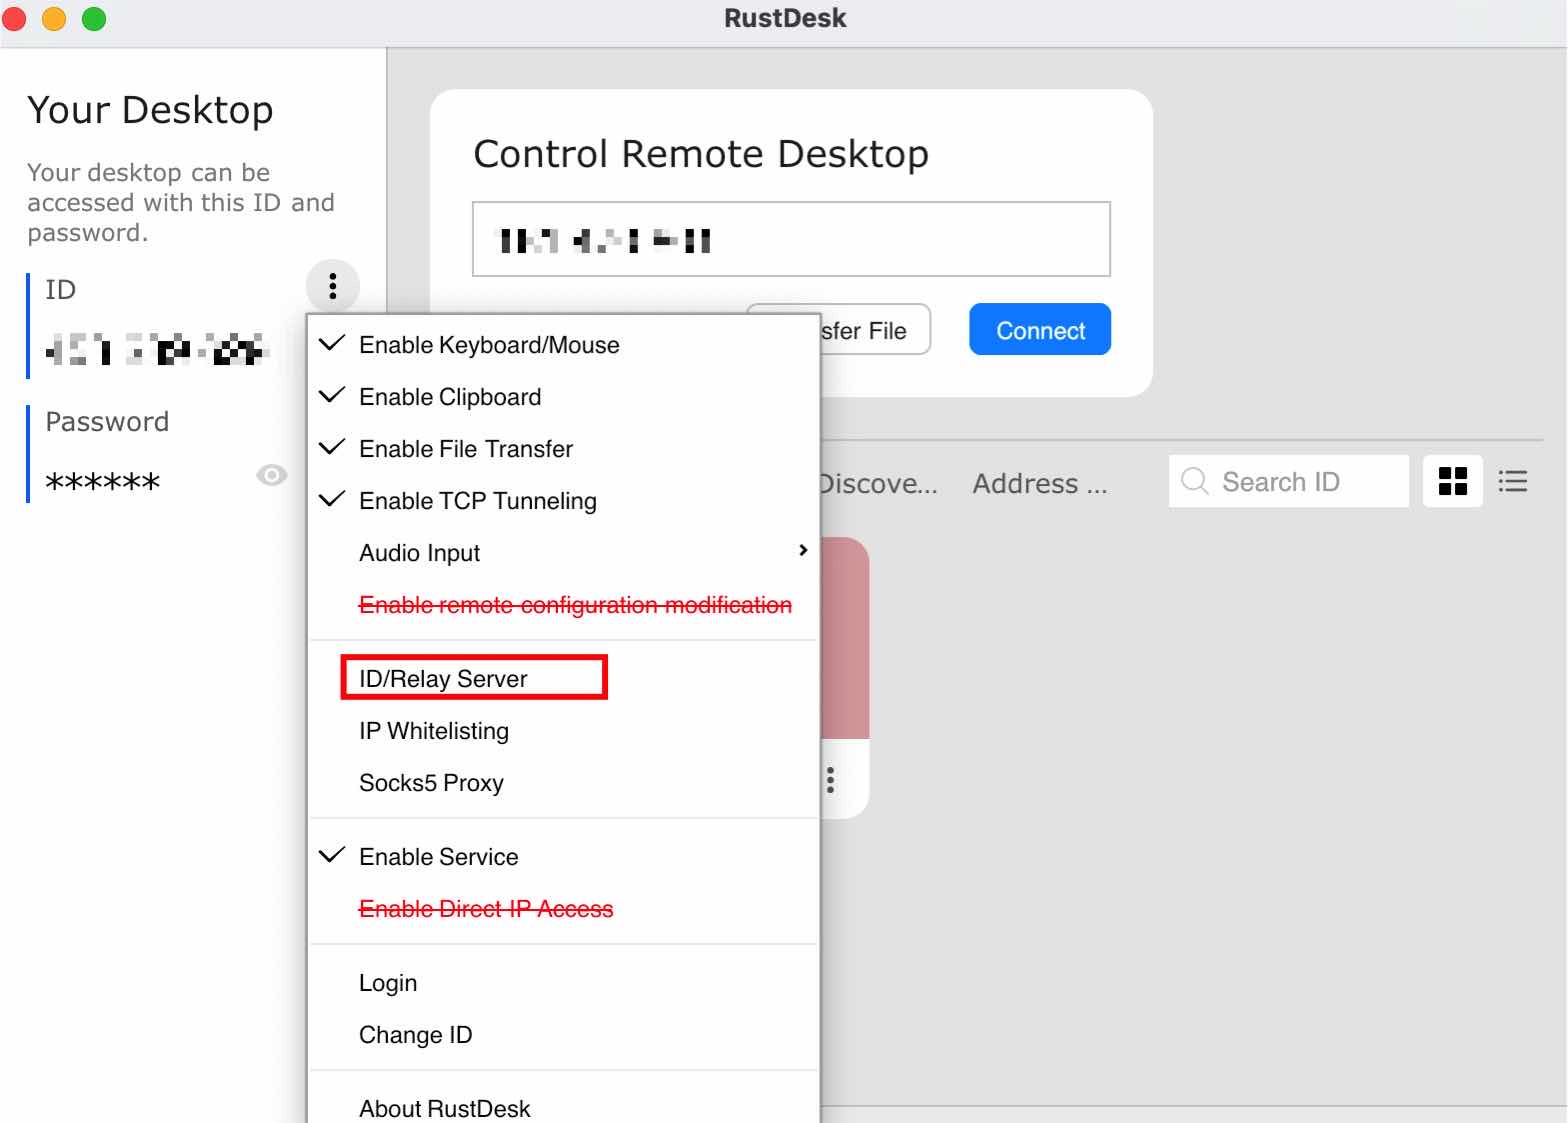 RustDesk
Your Desktop
Your desktop can be
accessed with this ID and
password.
ID
Password
******
Control Remote Desktop
sfer File
Connect
Discove...
Address ...
Search ID
Enable Keyboard/Mouse
Enable Clipboard
Enable File Transfer
Enable TCP Tunneling
Audio Input
Enable remote configuration modification
ID/Relay Server
IP Whitelisting
Socks5 Proxy
Enable Service
Enable Direct IP Access
Login
Change ID
About RustDesk